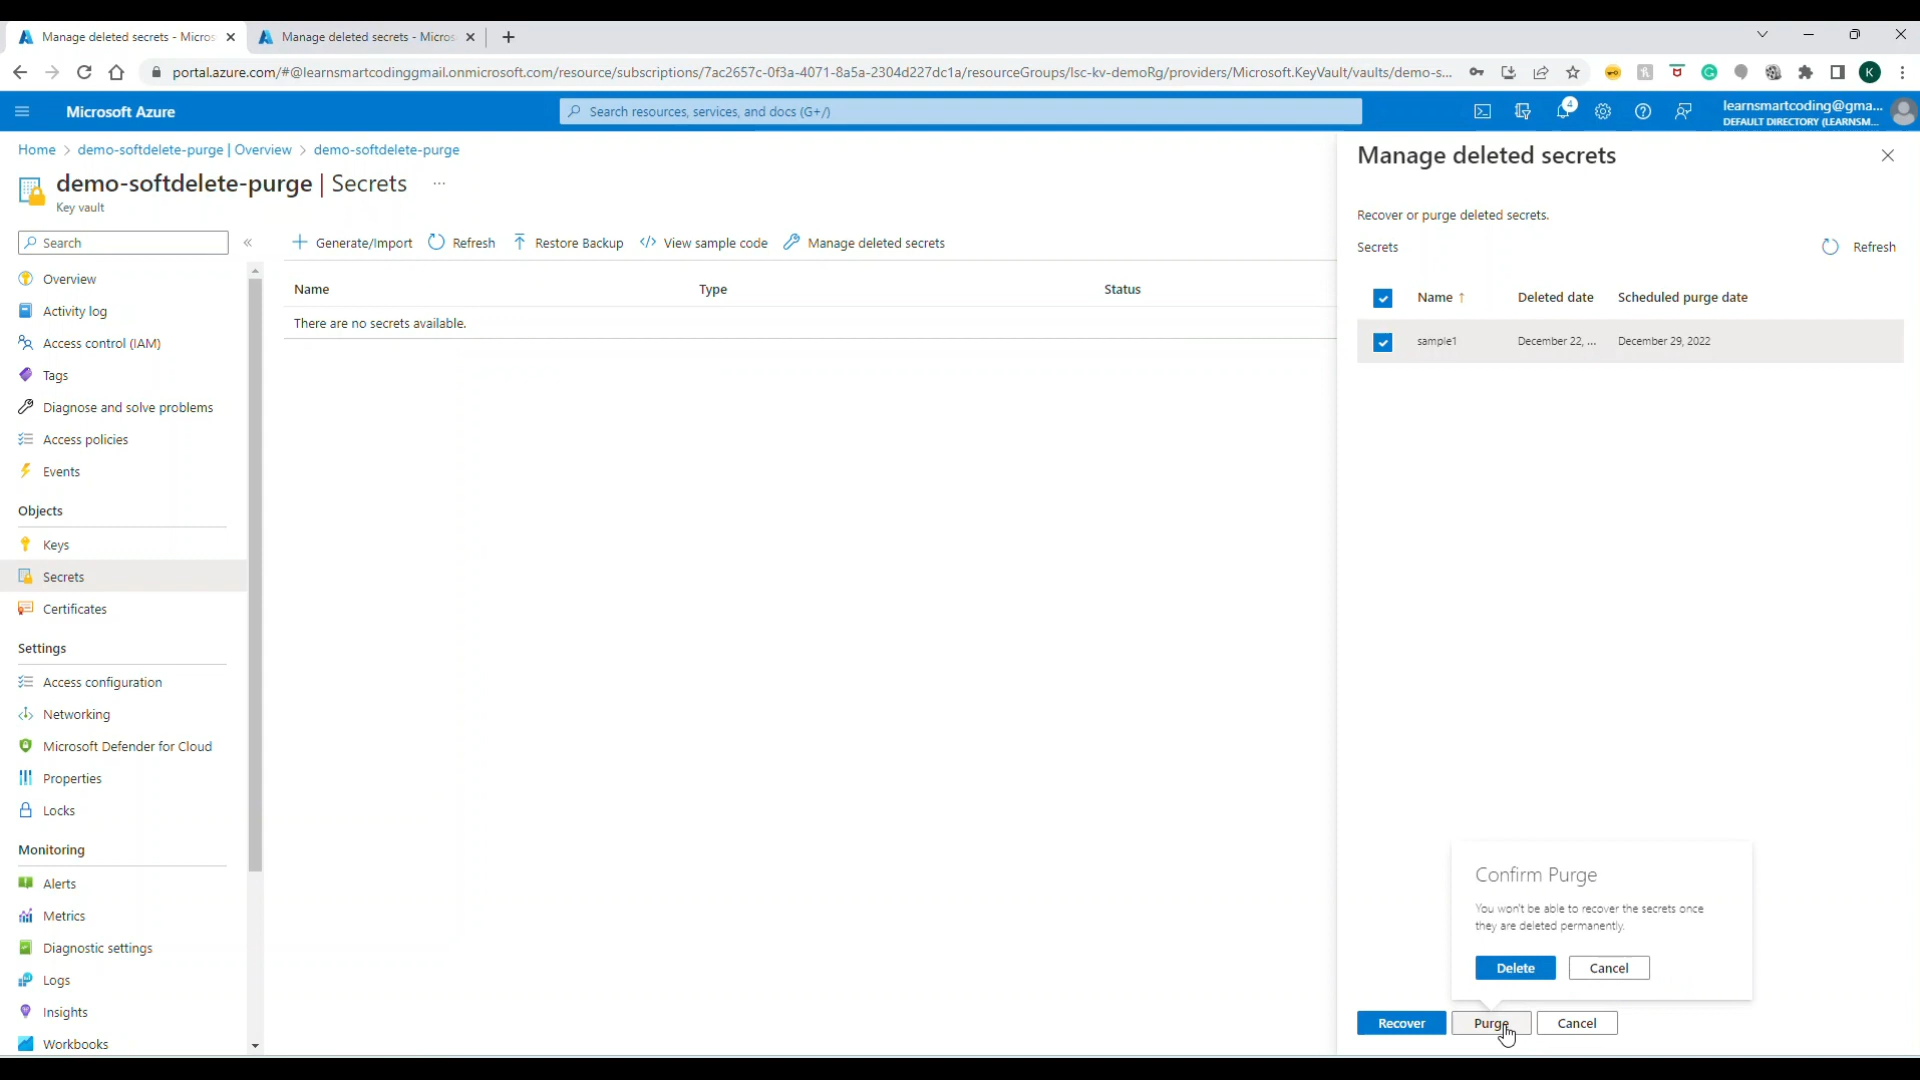 Manage deleted secrets - Micros
Manage deleted secrets - Micros
portal.azure.com/#@learnsmartcodinggmail.onmicrosoft.com/resource/subscriptions/7ac2657c-0f3a-4071-8a5a-2304d227dc1a/resourceGroups/lsc-kv-demoRg/providers/Microsoft.KeyVault/vaults/demo-s...
K
Microsoft Azure
Search resources, services, and docs (G+/)
4
learnsmartcoding@gma...
DEFAULT DIRECTORY (LEARNSM...
Home > demo-softdelete-purge | Overview > demo-softdelete-purge
demo-softdelete-purge | Secrets ...
Key vault
Search
«
Generate/Import
Refresh
Restore Backup
View sample code
Manage deleted secrets
Overview
Activity log
Access control (IAM)
Tags
Diagnose and solve problems
Access policies
Events
Objects
Keys
Secrets
Certificates
Settings
Access configuration
Networking
Microsoft Defender for Cloud
Properties
Locks
Monitoring
Alerts
Metrics
Diagnostic settings
Logs
Insights
Workbooks
Name Type Status
There are no secrets available.
Manage deleted secrets
Recover or purge deleted secrets.
Secrets
Refresh
Name ↑ Deleted date Scheduled purge date
sample1 December 22, ... December 29, 2022
Confirm Purge
You won't be able to recover the secrets once
they are deleted permanently.
Delete Cancel
Recover Purge Cancel